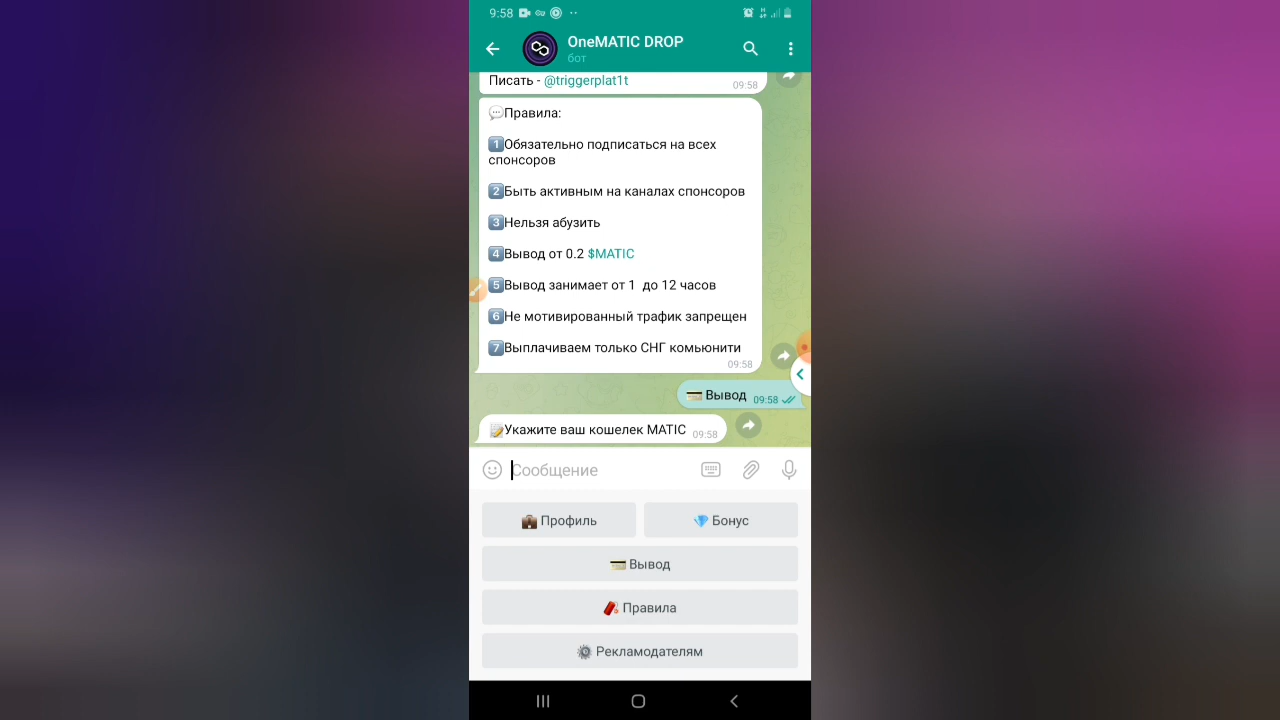 9:58
OneMATIC DROP
бот
Писать - @triggerplat1t
09:58
💬Правила:
1️⃣Обязательно подписаться на всех
спонсоров
2️⃣Быть активным на каналах спонсоров
3️⃣Нельзя абузить
4️⃣Вывод от 0.2 $MATIC
5️⃣Вывод занимает от 1  до 12 часов
6️⃣Не мотивированный трафик запрещен
7️⃣Выплачиваем только СНГ комьюнити
09:58
💳 Вывод 09:58
📝Укажите ваш кошелек MATIC 09:58
Сообщение
💼 Профиль
💎 Бонус
💳 Вывод
🧧 Правила
⚙️ Рекламодателям